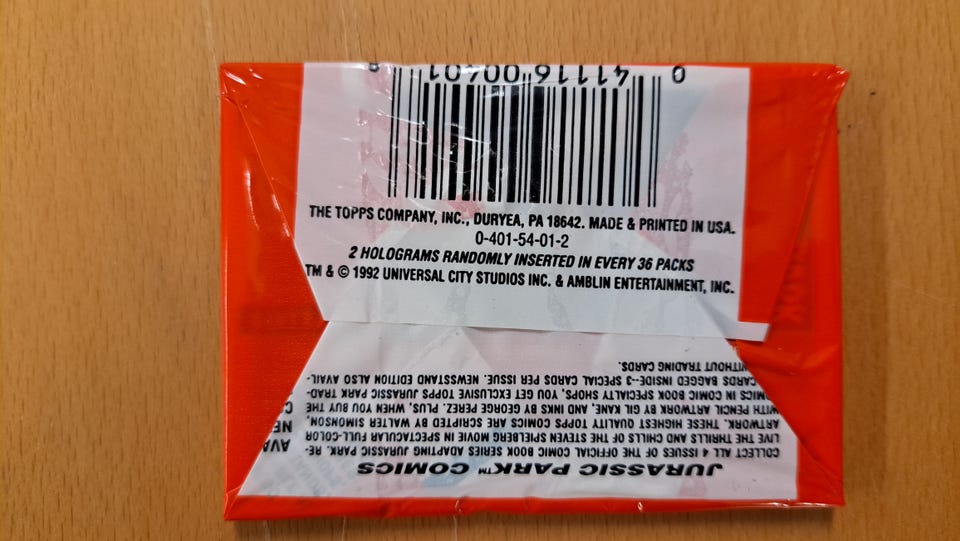 0 41116 00401 8
THE TOPPS COMPANY, INC., DURYEA, PA 18642. MADE & PRINTED IN USA.
0-401-54-01-2
2 HOLOGRAMS RANDOMLY INSERTED IN EVERY 36 PACKS
TM & © 1992 UNIVERSAL CITY STUDIOS INC. & AMBLIN ENTERTAINMENT, INC.
JURASSIC PARK™ COMICS
COLLECT ALL 4 ISSUES OF THE OFFICIAL COMIC BOOK SERIES ADAPTING JURASSIC PARK. RE-
LIVE THE THRILLS AND CHILLS OF THE STEVEN SPIELBERG MOVIE IN SPECTACULAR FULL-COLOR
ARTWORK. THESE HIGHEST QUALITY TOPPS COMICS ARE SCRIPTED BY WALTER SIMONSON,
WITH PENCIL ARTWORK BY GIL KANE, AND INKS BY GEORGE PEREZ. PLUS, WHEN YOU BUY THE
MICS IN COMIC BOOK SPECIALTY SHOPS, YOU GET EXCLUSIVE TOPPS JURASSIC PARK TRAD-
CARDS BAGGED INSIDE--3 SPECIAL CARDS PER ISSUE. NEWSSTAND EDITION ALSO AVAIL-
WITHOUT TRADING CARDS.
AVA
NE